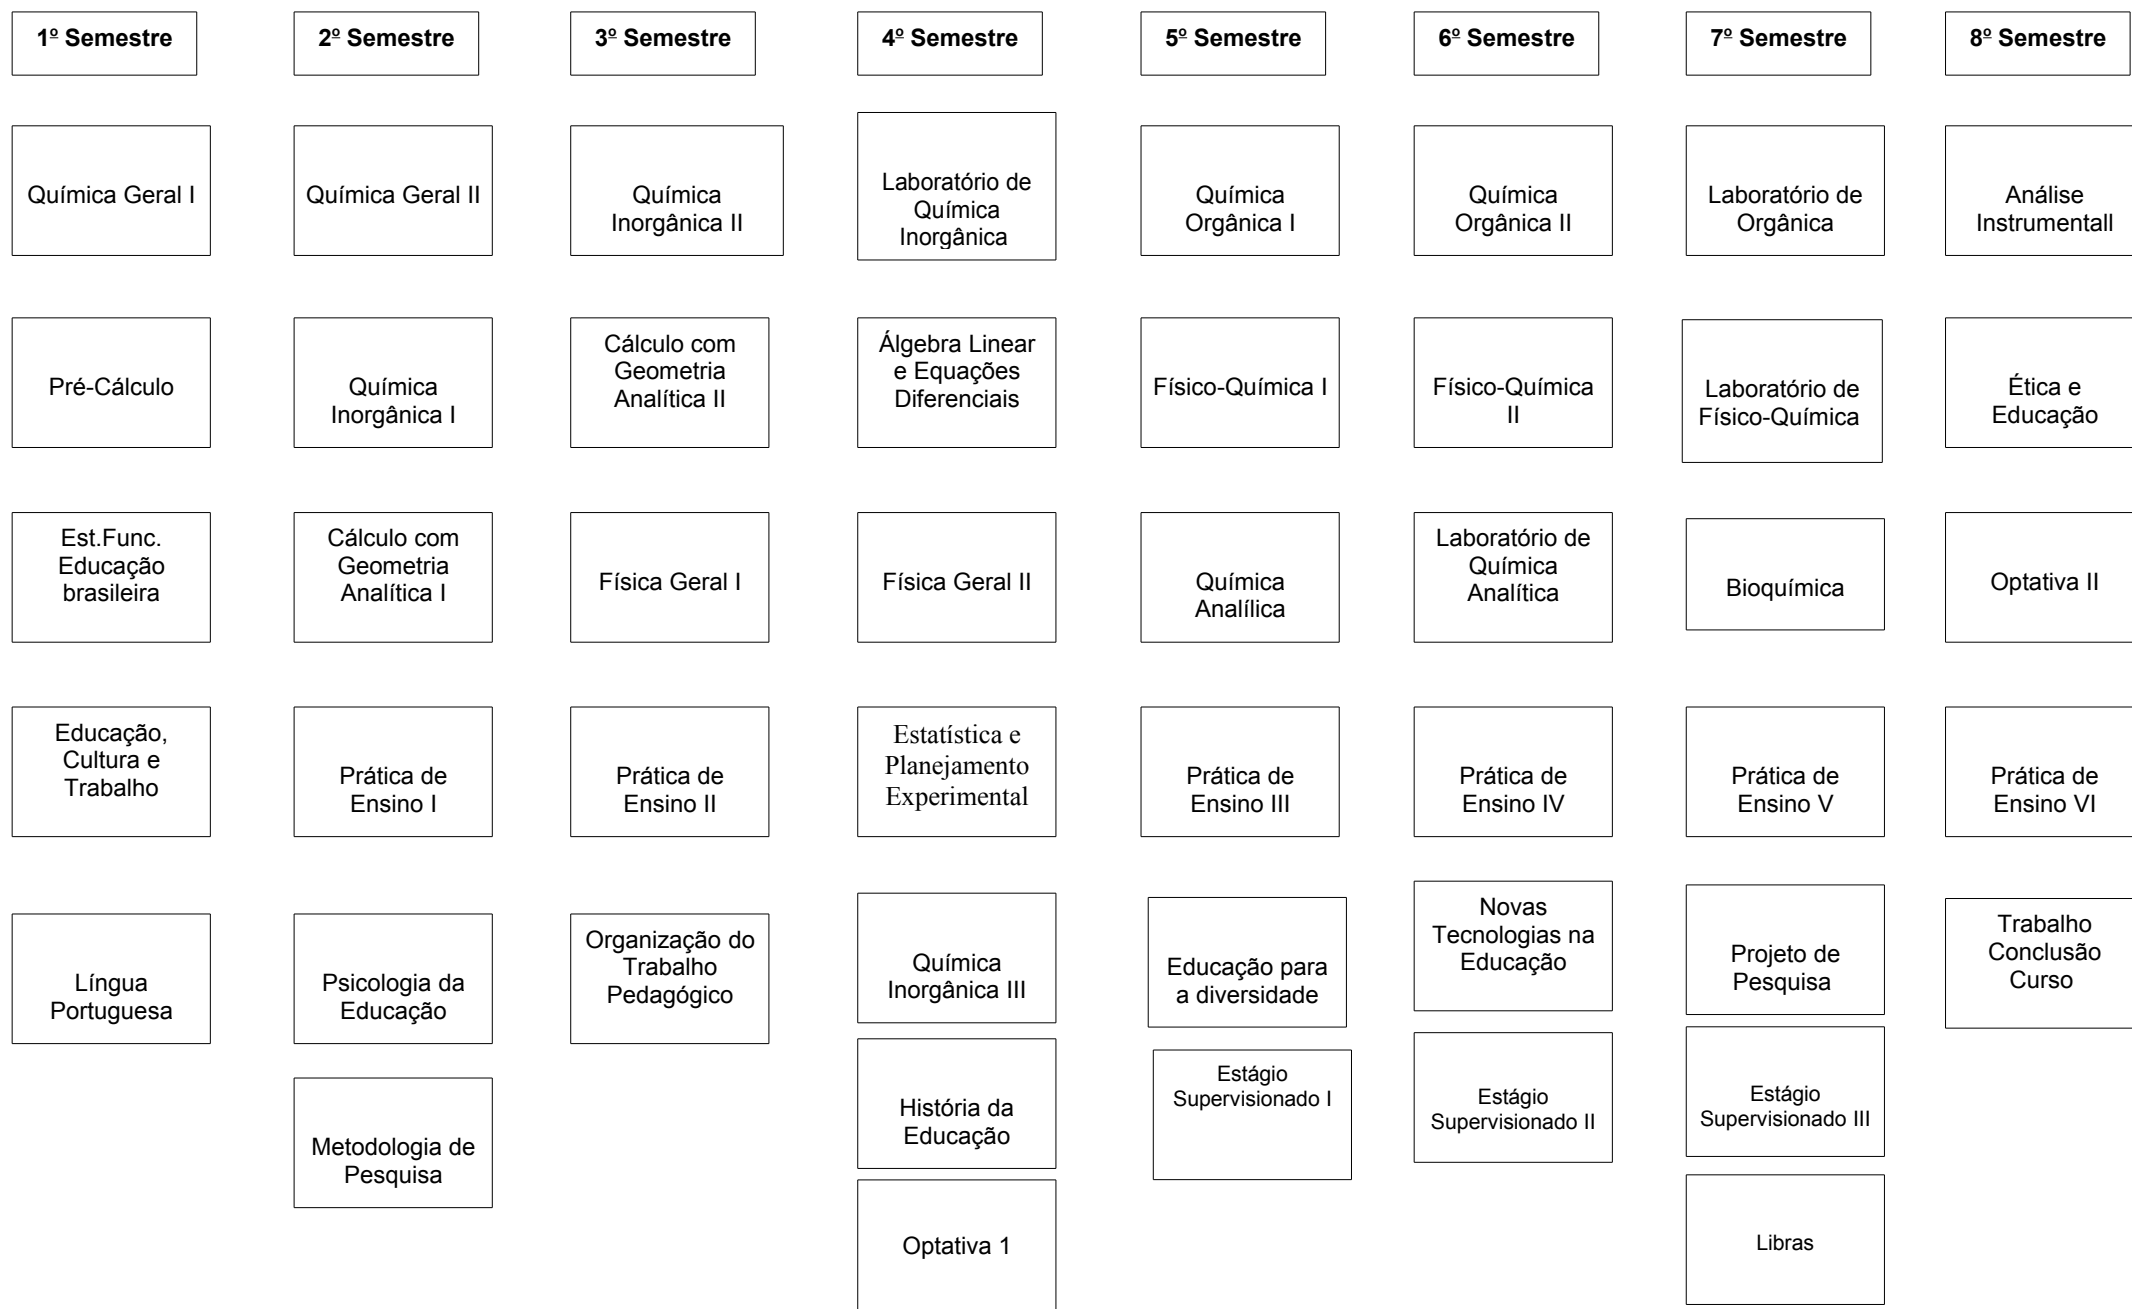 1º Semestre
2º Semestre
3º Semestre
4º Semestre
5º Semestre
6º Semestre
7º Semestre
8º Semestre
Química Geral I
Química Geral II
Química
Inorgânica II
Laboratório de
Química
Inorgânica
Química
Orgânica I
Química
Orgânica II
Laboratório de
Orgânica
Análise
Instrumentall
Pré-Cálculo
Química
Inorgânica I
Cálculo com
Geometria
Analítica II
Álgebra Linear
e Equações
Diferenciais
Físico-Química I
Físico-Química
II
Laboratório de
Físico-Química
Ética e
Educação
Est.Func.
Educação
brasileira
Cálculo com
Geometria
Analítica I
Física Geral I
Física Geral II
Química
Analílica
Laboratório de
Química
Analítica
Bioquímica
Optativa II
Educação,
Cultura e
Trabalho
Prática de
Ensino I
Prática de
Ensino II
Estatística e
Planejamento
Experimental
Prática de
Ensino III
Prática de
Ensino IV
Prática de
Ensino V
Prática de
Ensino VI
Língua
Portuguesa
Psicologia da
Educação
Organização do
Trabalho
Pedagógico
Química
Inorgânica III
Educação para
a diversidade
Novas
Tecnologias na
Educação
Projeto de
Pesquisa
Trabalho
Conclusão
Curso
Metodologia de
Pesquisa
História da
Educação
Estágio
Supervisionado I
Estágio
Supervisionado II
Estágio
Supervisionado III
Optativa 1
Libras